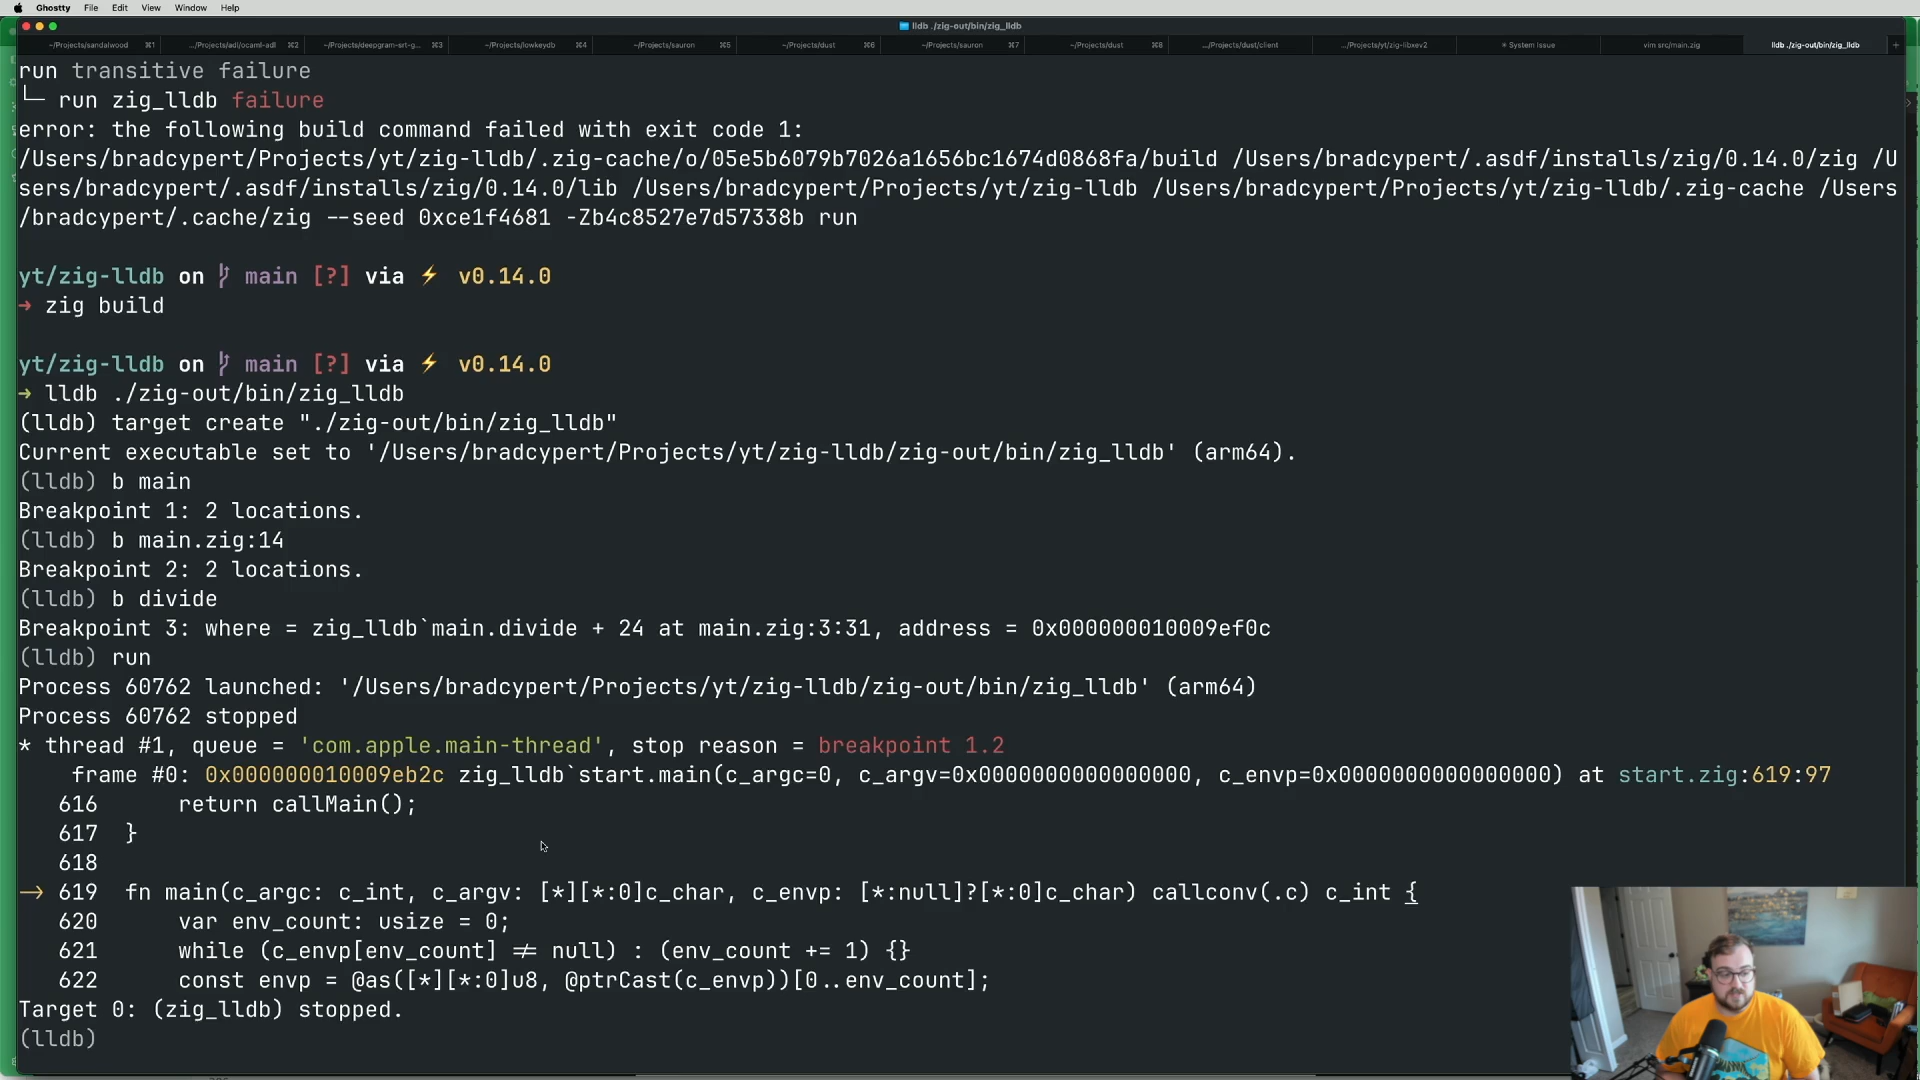 Ghostty File Edit View Window Help
lldb ./zig-out/bin/zig_lldb
~/Projects/sandalwood ⌘1 .../Projects/adl/ocaml-adl ⌘2 ~/Projects/deepgram-srt-g... ⌘3 ~/Projects/lowkeydb ⌘4 ~/Projects/sauron ⌘5 ~/Projects/dust ⌘6 ~/Projects/sauron ⌘7 ~/Projects/dust ⌘8 .../Projects/dust/client .../Projects/yt/zig-libxev2 * System Issue vim src/main.zig lldb ./zig-out/bin/zig_lldb +
run transitive failure
└─ run zig_lldb failure
error: the following build command failed with exit code 1:
/Users/bradcypert/Projects/yt/zig-lldb/.zig-cache/o/05e5b6079b7026a1656bc1674d0868fa/build /Users/bradcypert/.asdf/installs/zig/0.14.0/zig /U
sers/bradcypert/.asdf/installs/zig/0.14.0/lib /Users/bradcypert/Projects/yt/zig-lldb /Users/bradcypert/Projects/yt/zig-lldb/.zig-cache /Users
/bradcypert/.cache/zig --seed 0xce1f4681 -Zb4c8527e7d57338b run
yt/zig-lldb on main [?] via ⚡ v0.14.0
➜ zig build
yt/zig-lldb on main [?] via ⚡ v0.14.0
➜ lldb ./zig-out/bin/zig_lldb
(lldb) target create "./zig-out/bin/zig_lldb"
Current executable set to '/Users/bradcypert/Projects/yt/zig-lldb/zig-out/bin/zig_lldb' (arm64).
(lldb) b main
Breakpoint 1: 2 locations.
(lldb) b main.zig:14
Breakpoint 2: 2 locations.
(lldb) b divide
Breakpoint 3: where = zig_lldb`main.divide + 24 at main.zig:3:31, address = 0x000000010009ef0c
(lldb) run
Process 60762 launched: '/Users/bradcypert/Projects/yt/zig-lldb/zig-out/bin/zig_lldb' (arm64)
Process 60762 stopped
* thread #1, queue = 'com.apple.main-thread', stop reason = breakpoint 1.2
frame #0: 0x000000010009eb2c zig_lldb`start.main(c_argc=0, c_argv=0x0000000000000000, c_envp=0x0000000000000000) at start.zig:619:97
616 return callMain();
617 }
618
-> 619 fn main(c_argc: c_int, c_argv: [*][*:0]c_char, c_envp: [*:null]?[*:0]c_char) callconv(.c) c_int {
620 var env_count: usize = 0;
621 while (c_envp[env_count] != null) : (env_count += 1) {}
622 const envp = @as([*][*:0]u8, @ptrCast(c_envp))[0..env_count];
Target 0: (zig_lldb) stopped.
(lldb)